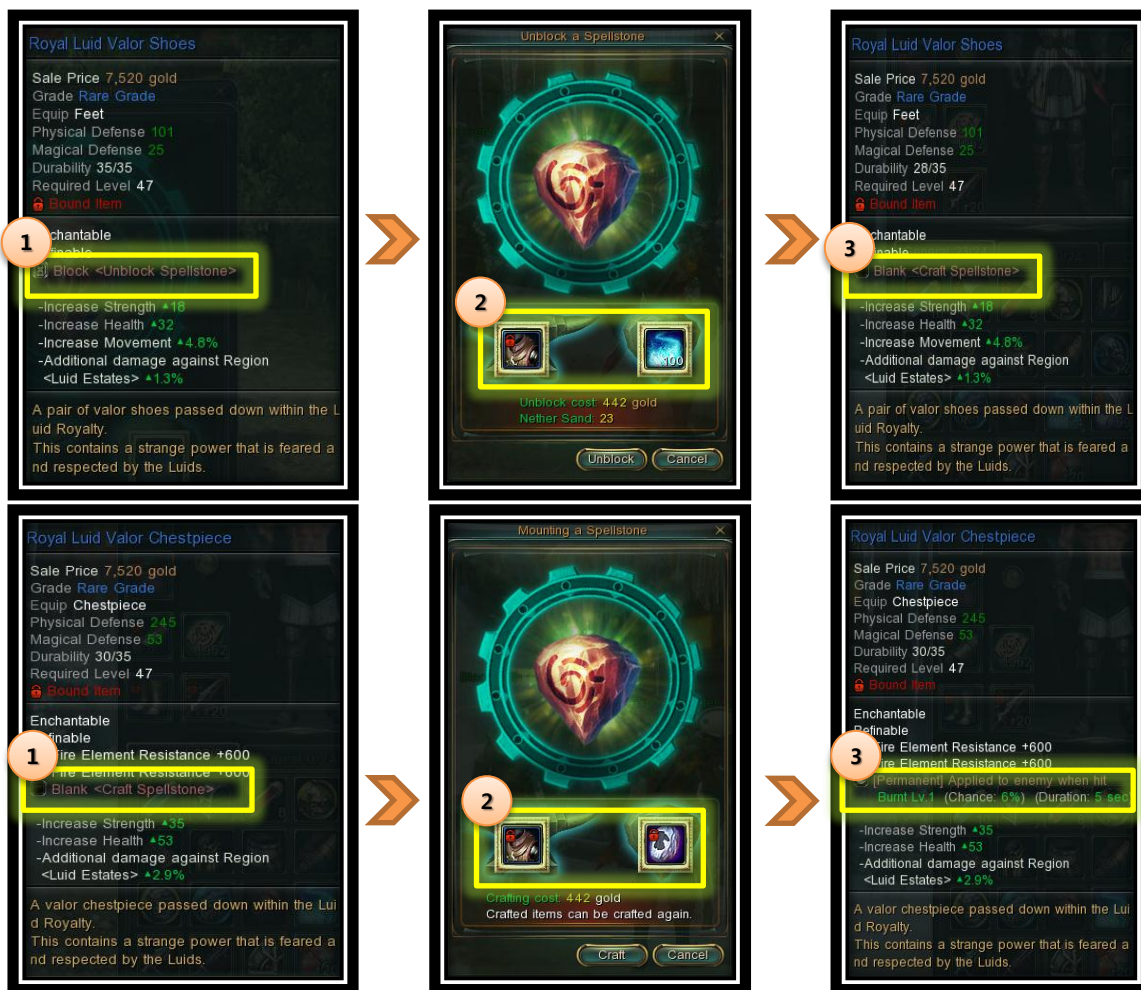 Royal Luid Valor Shoes
Sale Price 7,520 gold
Grade Rare Grade
Equip Feet
Physical Defense 101
Magical Defense 25
Durability 35/35
Required Level 47
Bound Item
1
Enchantable
Block <Unblock Spellstone>
-Increase Strength ▲18
-Increase Health ▲32
-Increase Movement ▲4.8%
-Additional damage against Region
<Luid Estates> ▲1.3%
A pair of valor shoes passed down within the L
uid Royalty.
This contains a strange power that is feared a
nd respected by the Luids.
Unblock a Spellstone
2
100
Unblock cost: 442 gold
Nether Sand: 23
Unblock Cancel
Royal Luid Valor Shoes
Sale Price 7,520 gold
Grade Rare Grade
Equip Feet
Physical Defense 101
Magical Defense 25
Durability 28/35
Required Level 47
Bound Item
3
Enchantable
Blank <Craft Spellstone>
-Increase Strength ▲18
-Increase Health ▲32
-Increase Movement ▲4.8%
-Additional damage against Region
<Luid Estates> ▲1.3%
A pair of valor shoes passed down within the L
uid Royalty.
This contains a strange power that is feared a
nd respected by the Luids.
Royal Luid Valor Chestpiece
Sale Price 7,520 gold
Grade Rare Grade
Equip Chestpiece
Physical Defense 245
Magical Defense 53
Durability 30/35
Required Level 47
Bound Item
Enchantable
Refinable
1
Fire Element Resistance +600
Fire Element Resistance +600
Blank <Craft Spellstone>
-Increase Strength ▲35
-Increase Health ▲53
-Additional damage against Region
<Luid Estates> ▲2.9%
A valor chestpiece passed down within the Lui
d Royalty.
This contains a strange power that is feared a
nd respected by the Luids.
Mounting a Spellstone
2
Crafting cost: 442 gold
Crafted items can be crafted again.
Craft Cancel
Royal Luid Valor Chestpiece
Sale Price 7,520 gold
Grade Rare Grade
Equip Chestpiece
Physical Defense 245
Magical Defense 53
Durability 30/35
Required Level 47
Bound Item
Enchantable
Refinable
3
Fire Element Resistance +600
Fire Element Resistance +600
[Permanent] Applied to enemy when hit
Burnt Lv.1 (Chance: 6%) (Duration: 5 sec
-Increase Strength ▲35
-Increase Health ▲53
-Additional damage against Region
<Luid Estates> ▲2.9%
A valor chestpiece passed down within the Lui
d Royalty.
This contains a strange power that is feared a
nd respected by the Luids.